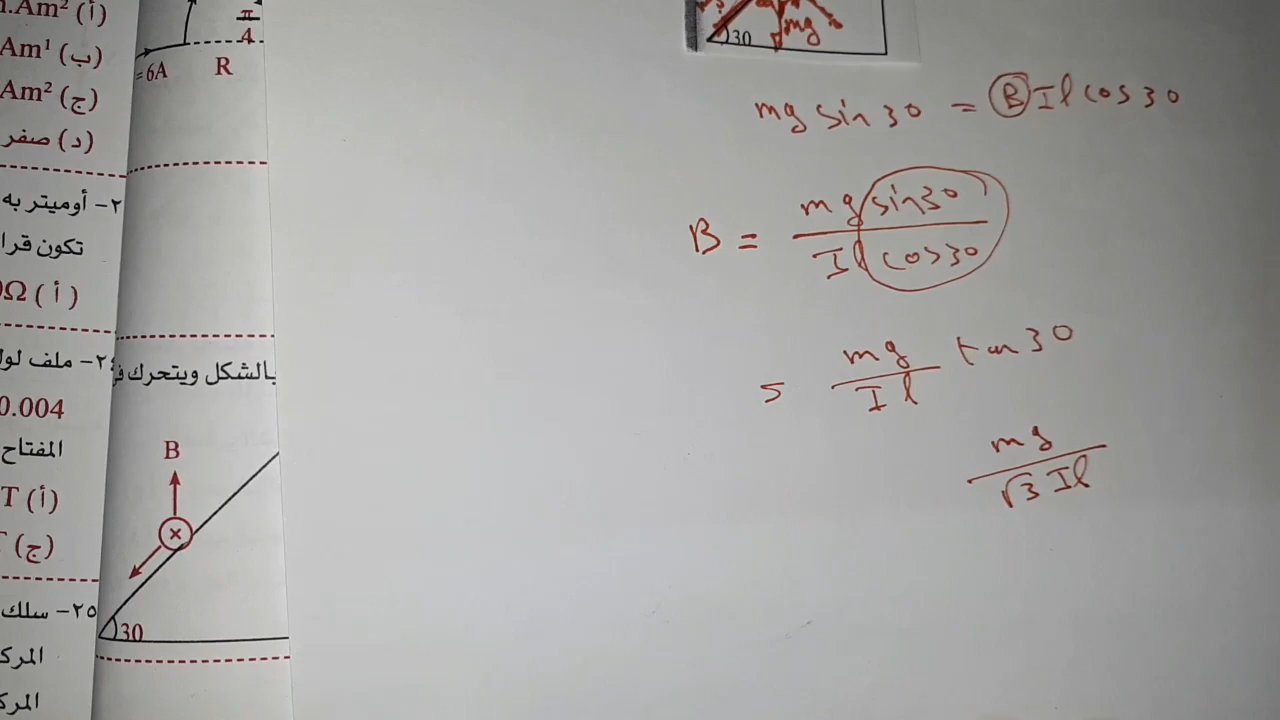 .Am² (أ)
Am¹ (ب)
Am² (ج)
(د) صفر
π/4
=6A
R
٢- أوميتر به
تكون قرا
Ω (أ)
٢- ملف لول
0.004
المفتاح
T (أ)
(ج)
٢٥- سلك
المرك
المرك
بالشكل ويتحرك في
B
×
30
30
mg
mg sin 30 = B I l cos 30
B = mg sin 30 / I l cos 30
= mg / I l tan 30
mg / √3 I l